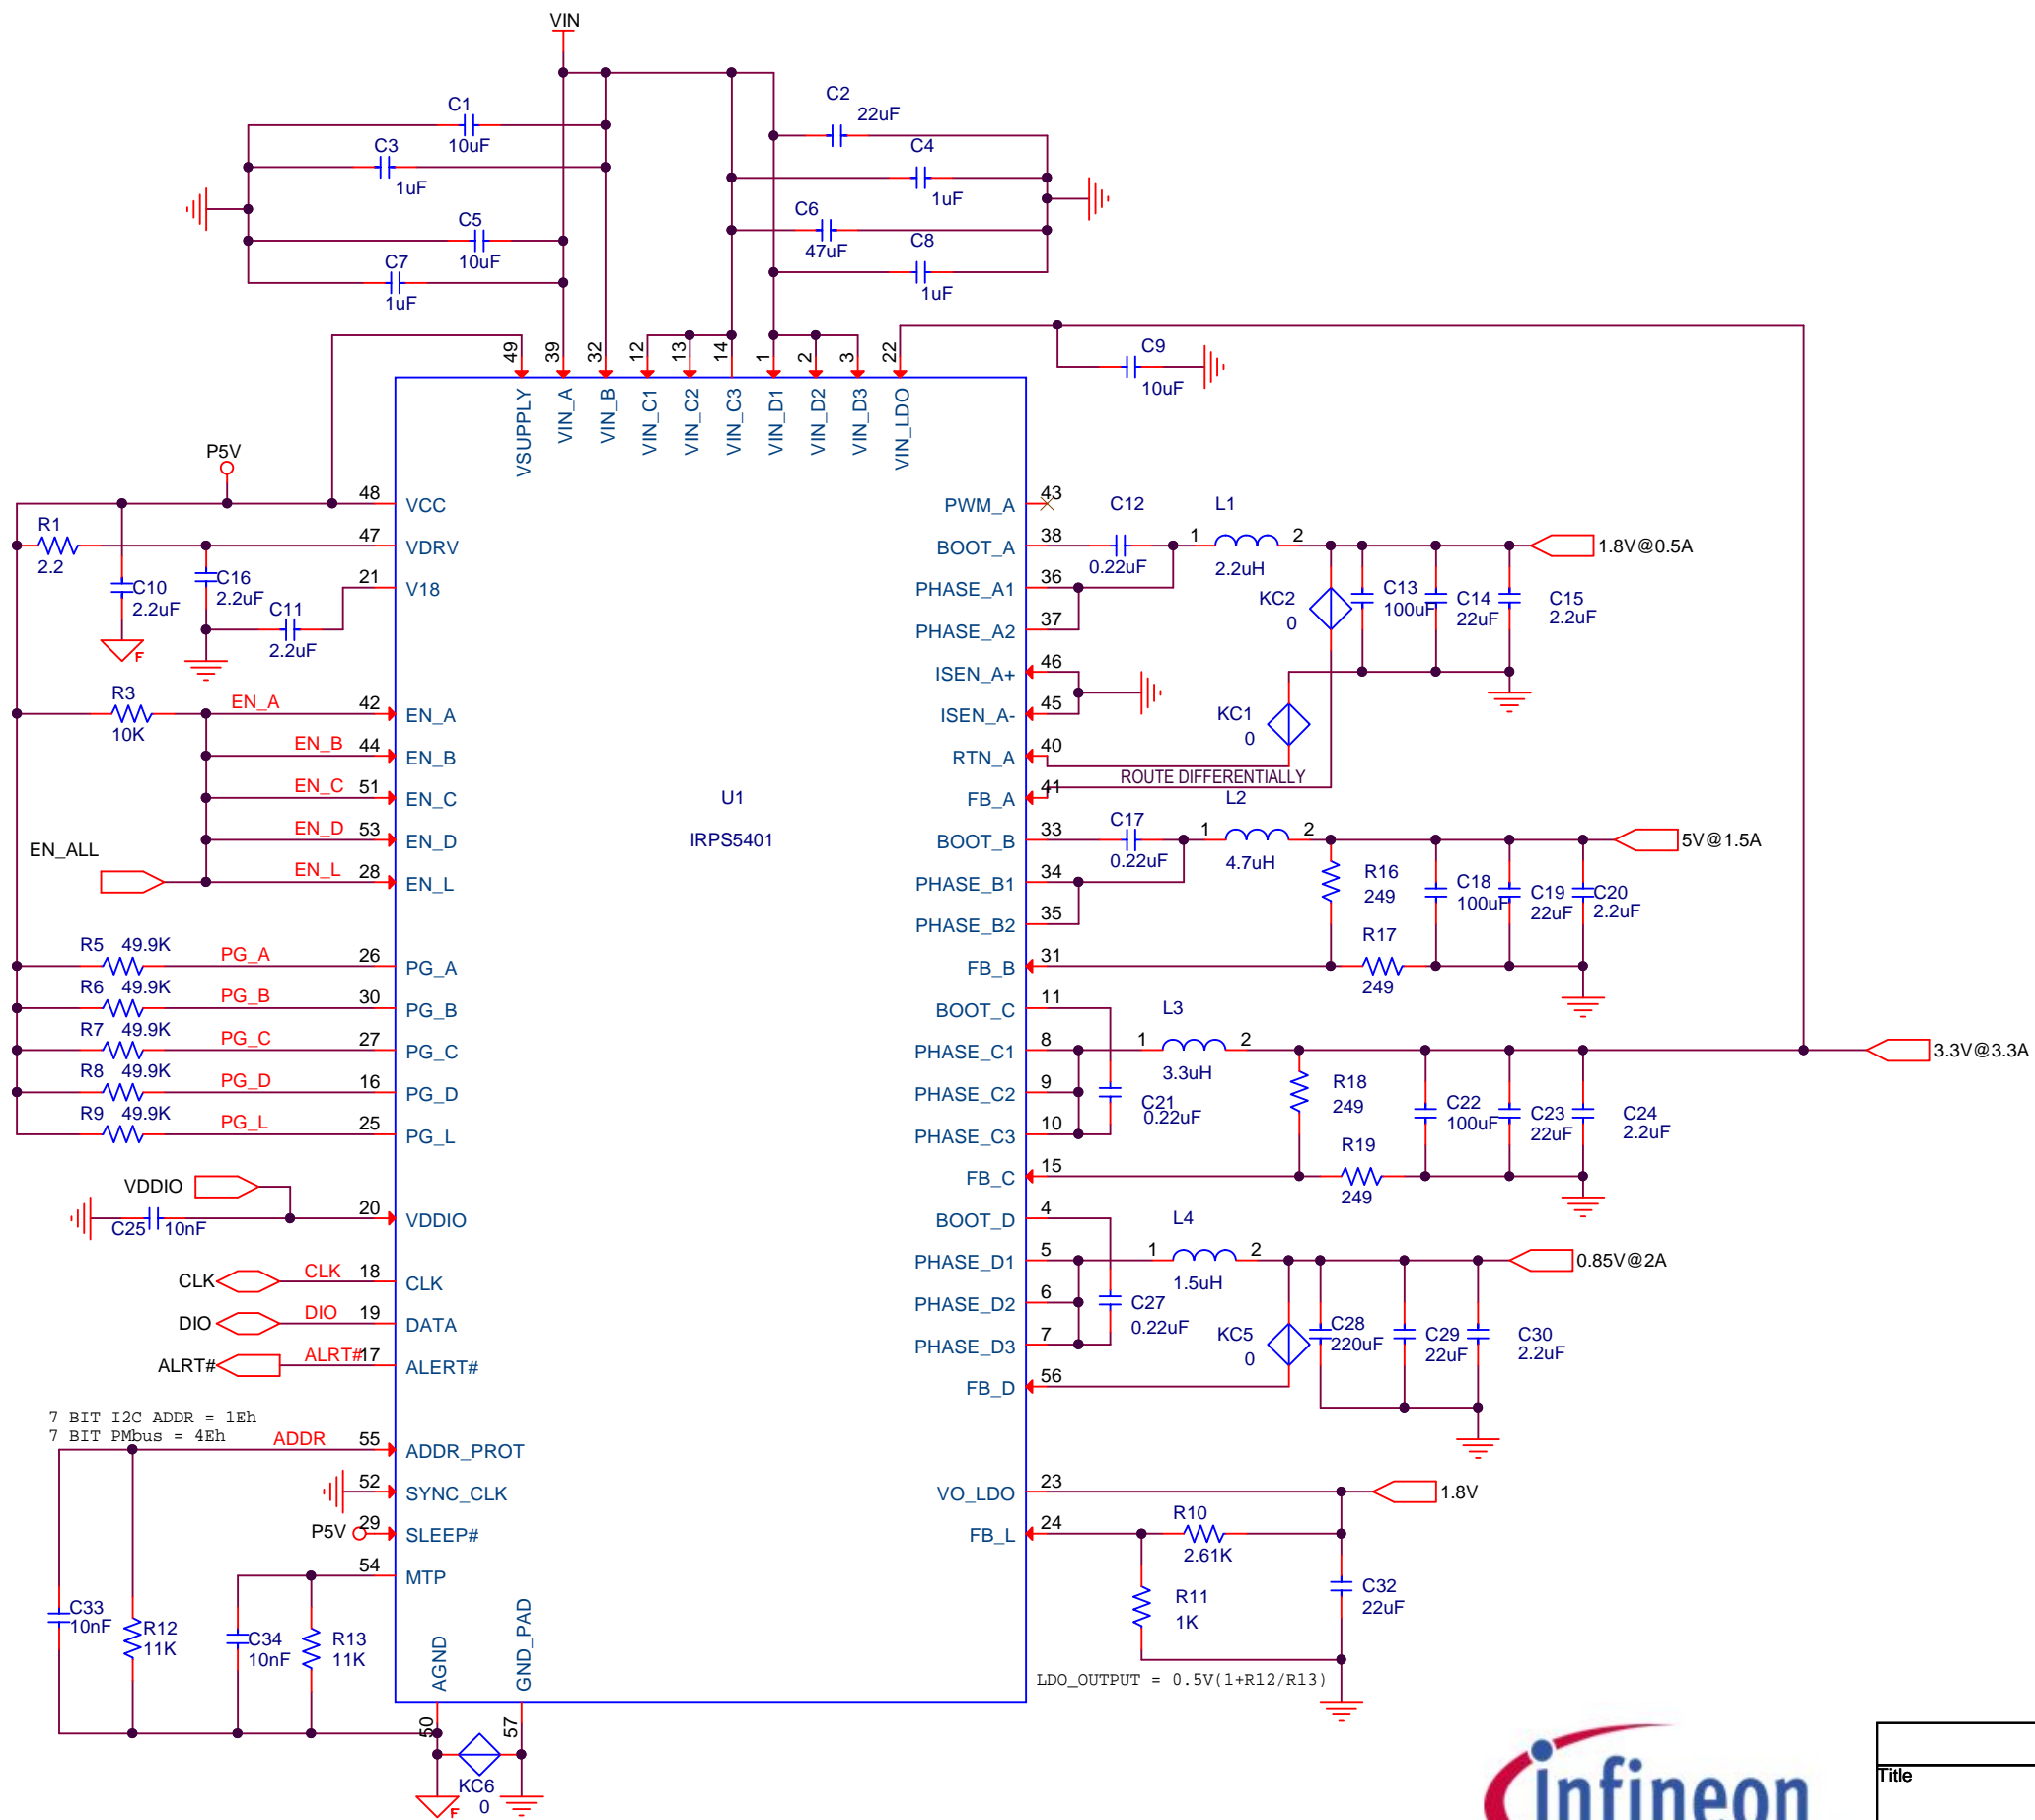 VIN
C1
10uF
C3
1uF
C5
10uF
C7
1uF
C2
22uF
C4
1uF
C6
47uF
C8
1uF
C9
10uF
49
39
32
12
13
14
1
2
3
22
VSUPPLY
VIN_A
VIN_B
VIN_C1
VIN_C2
VIN_C3
VIN_D1
VIN_D2
VIN_D3
VIN_LDO
P5V
R1
2.2
C10
2.2uF
C16
2.2uF
C11
2.2uF
48 VCC
47 VDRV
21 V18
R3
10K
EN_A 42 EN_A
EN_B 44 EN_B
EN_C 51 EN_C
EN_D 53 EN_D
EN_ALL
EN_L 28 EN_L
R5 49.9K PG_A 26 PG_A
R6 49.9K PG_B 30 PG_B
R7 49.9K PG_C 27 PG_C
R8 49.9K PG_D 16 PG_D
R9 49.9K PG_L 25 PG_L
VDDIO
C25 10nF
20 VDDIO
CLK CLK 18 CLK
DIO DIO 19 DATA
ALRT# ALRT# 17 ALERT#
7 BIT I2C ADDR = 1Eh
7 BIT PMbus = 4Eh
ADDR 55 ADDR_PROT
52 SYNC_CLK
P5V 29 SLEEP#
54 MTP
C33
10nF
R12
11K
C34
10nF
R13
11K
AGND
GND_PAD
50
57
KC6
0
F
F
U1
IRPS5401
PWM_A 43
BOOT_A 38
PHASE_A1 36
PHASE_A2 37
ISEN_A+ 46
ISEN_A- 45
RTN_A 40
FB_A 41
ROUTE DIFFERENTIALLY
C12
0.22uF
L1
1 2
2.2uH
KC2
0
KC1
0
C13
100uF
C14
22uF
C15
2.2uF
1.8V@0.5A
BOOT_B 33
PHASE_B1 34
PHASE_B2 35
FB_B 31
C17
0.22uF
L2
1 2
4.7uH
R16
249
R17
249
C18
100uF
C19
22uF
C20
2.2uF
5V@1.5A
BOOT_C 11
PHASE_C1 8
PHASE_C2 9
PHASE_C3 10
FB_C 15
L3
1 2
3.3uH
C21
0.22uF
R18
249
R19
249
C22
100uF
C23
22uF
C24
2.2uF
3.3V@3.3A
BOOT_D 4
PHASE_D1 5
PHASE_D2 6
PHASE_D3 7
FB_D 56
L4
1 2
1.5uH
C27
0.22uF
KC5
0
C28
220uF
C29
22uF
C30
2.2uF
0.85V@2A
VO_LDO 23
FB_L 24
1.8V
R10
2.61K
R11
1K
C32
22uF
LDO_OUTPUT = 0.5V(1+R12/R13)
infineon
Title